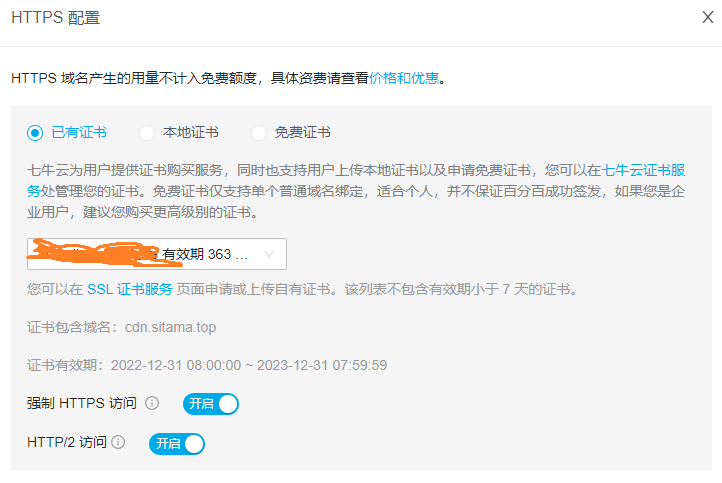 HTTPS 配置
HTTPS 域名产生的用量不计入免费额度，具体资费请查看价格和优惠。
已有证书 本地证书 免费证书
七牛云为用户提供证书购买服务，同时也支持用户上传本地证书以及申请免费证书，您可以在七牛云证书服
务处管理您的证书。免费证书仅支持单个普通域名绑定，适合个人，并不保证百分百成功签发，如果您是企
业用户，建议您购买更高级别的证书。
有效期 363 ...
您可以在 SSL 证书服务 页面申请或上传自有证书。该列表不包含有效期小于 7 天的证书。
证书包含域名：cdn.sitama.top
证书有效期：2022-12-31 08:00:00 ~ 2023-12-31 07:59:59
强制 HTTPS 访问 开启
HTTP/2 访问 开启